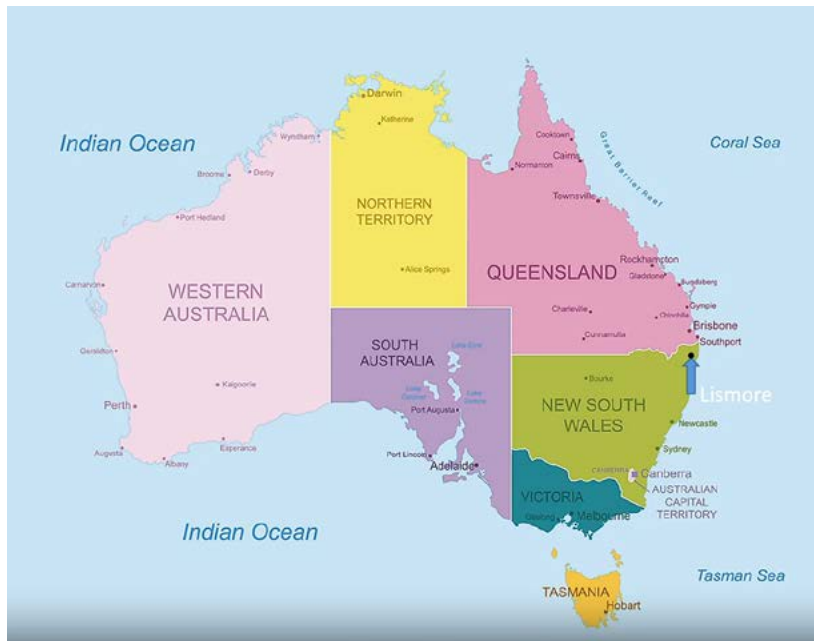 Darwin
Katherine
Wyndham
Indian Ocean
Coral Sea
Cooktown
Cairns
Normanton
Great Barrier Reef
Broome
Derby
Townsville
NORTHERN
TERRITORY
Port Hedland
Rockhampton
Alice Springs
QUEENSLAND
Gladstone
Carnarvon
WESTERN
AUSTRALIA
Bundaberg
Gympie
Charleville
Brisbane
Cunnamulla
Southport
SOUTH
AUSTRALIA
Lake Eyre
Geraldton
Bourke
Lismore
Kalgoorlie
Perth
Port Augusta
NEW SOUTH
WALES
Newcastle
Sydney
Augusta
Albany
Esperance
Port Lincoln
Adelaide
CANBERRA
Canberra
AUSTRALIAN
CAPITAL
TERRITORY
VICTORIA
Geelong
Melbourne
Indian Ocean
Tasman Sea
TASMANIA
Hobart